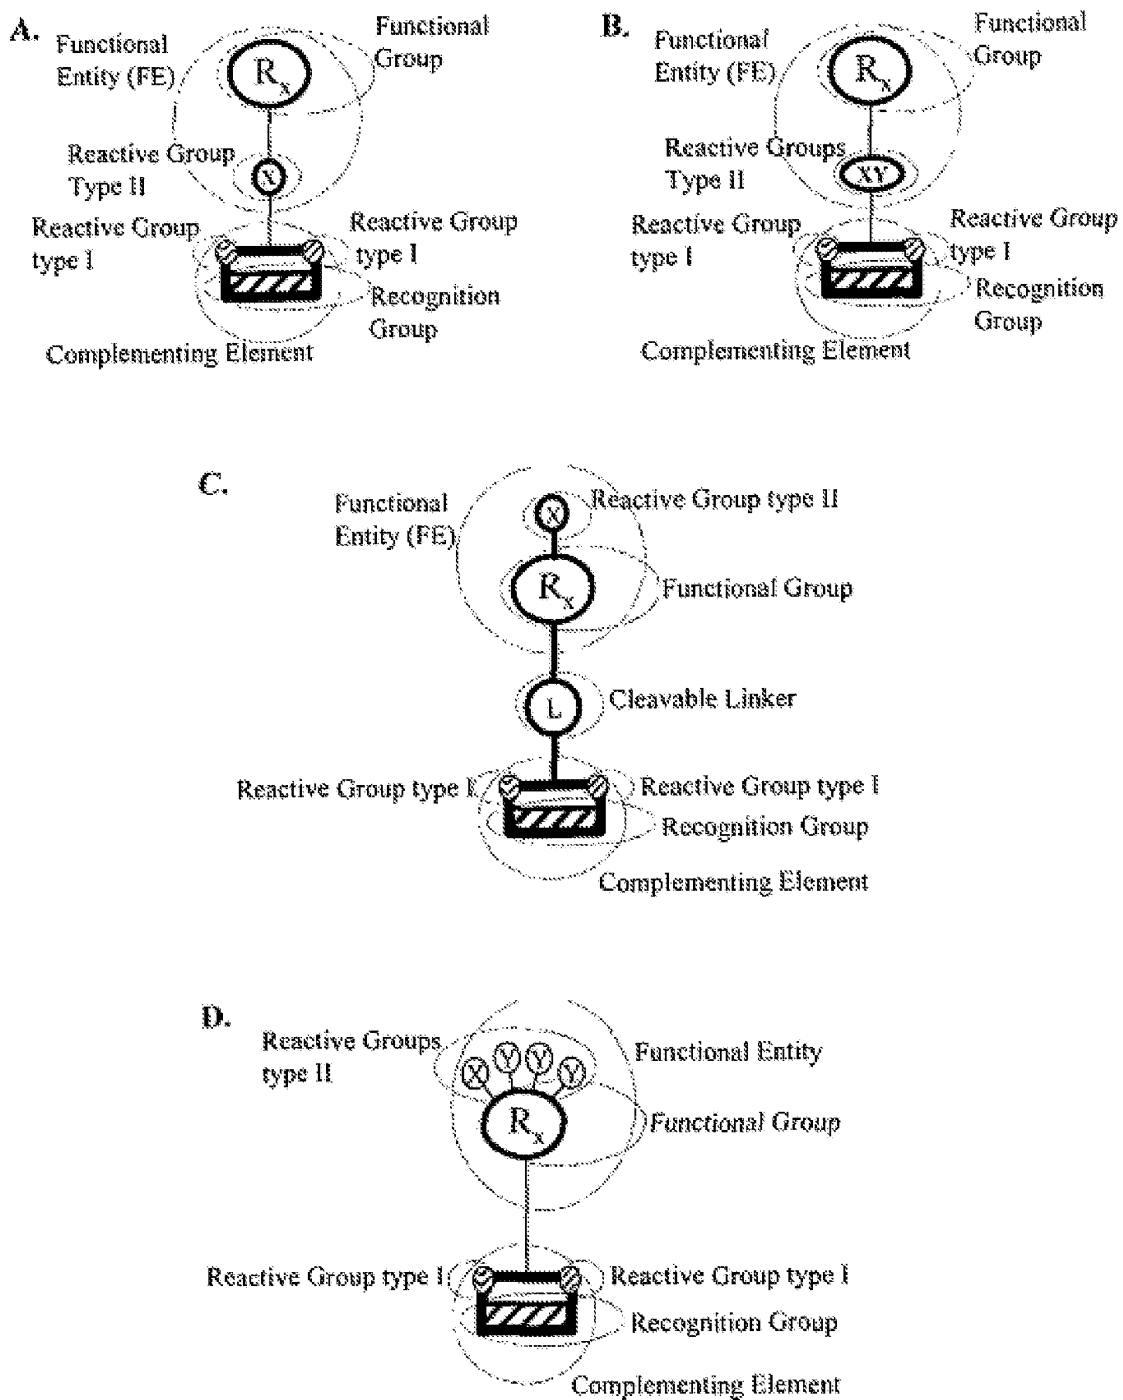 A.
Functional
Entity (FE)
Functional
Group
Rx
Reactive Group
Type II
X
Reactive Group
type I
Reactive Group
type I
Recognition
Group
Complementing Element
B.
Functional
Entity (FE)
Functional
Group
Rx
Reactive Groups
Type II
XY
Reactive Group
type I
Reactive Group
type I
Recognition
Group
Complementing Element
C.
Functional
Entity (FE)
X
Reactive Group type II
Rx
Functional Group
L
Cleavable Linker
Reactive Group type I
Reactive Group type I
Recognition Group
Complementing Element
D.
Reactive Groups
type II
X Y Y Y
Functional Entity
Rx
Functional Group
Reactive Group type I
Reactive Group type I
Recognition Group
Complementing Element